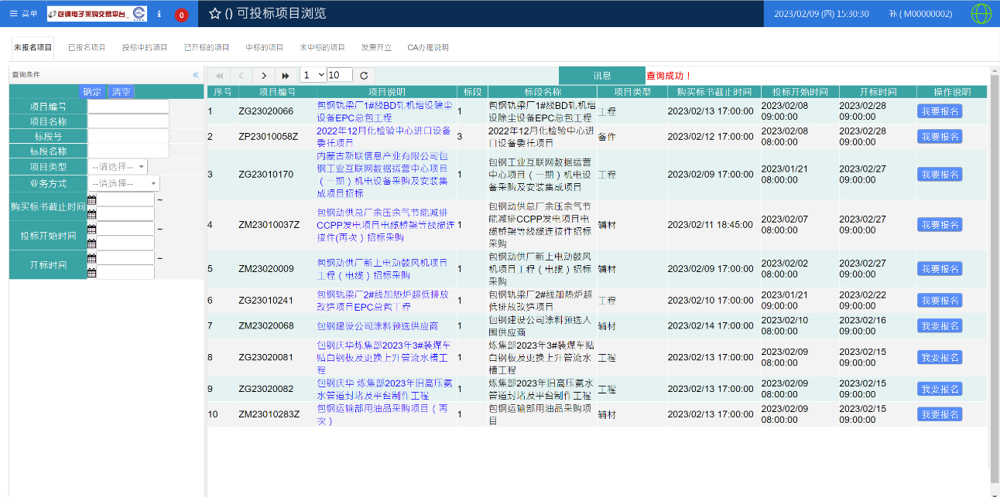 ☰ 菜单
包钢电子采购交易平台
i
0
☆ () 可投标项目浏览
2023/02/09 (四) 15:30:30
孙 ( M00000002)
未报名项目 已报名项目 投标中的项目 已开标的项目 中标的项目 未中标的项目 发票开立 CA办理说明
查询条件 «
确定 清空
项目编号
项目名称
标段号
标段名称
项目类型 --请选择--
业务方式 --请选择--
购买标书截止时间 ~
投标开始时间 ~
开标时间 ~
1 10
讯息 查询成功！
序号 项目编号 项目说明 标段 标段名称 项目类型 购买标书截止时间 投标开始时间 开标时间 操作说明
1 ZG23020066 包钢轨梁厂1#线BD轧机增设除尘设备EPC总包工程 1 包钢轨梁厂1#线BD轧机增设除尘设备EPC总包工程 工程 2023/02/13 17:00:00 2023/02/08 09:00:00 2023/02/28 09:00:00 我要报名
2 ZP23010058Z 2022年12月化检验中心进口设备委托项目 3 2022年12月化检验中心进口设备委托项目 备件 2023/02/12 17:00:00 2023/02/08 08:00:00 2023/02/28 09:00:00 我要报名
3 ZG23010170 内蒙古新联信息产业有限公司包钢工业互联网数据运营中心项目（一期）机电设备采购及安装集成项目招标 1 包钢工业互联网数据运营中心项目（一期）机电设备采购及安装集成项目 工程 2023/02/09 17:00:00 2023/01/21 08:00:00 2023/02/27 09:00:00 我要报名
4 ZM23010037Z 包钢动供总厂余压余气节能减排CCPP发电项目电缆桥架等线缆连接件(再次）招标采购 1 包钢动供总厂余压余气节能减排CCPP发电项目电缆桥架等线缆连接件招标采购 辅材 2023/02/11 18:45:00 2023/02/07 08:00:00 2023/02/27 09:00:00 我要报名
5 ZM23020009 包钢动供厂新上电动鼓风机项目工程（电缆）招标采购 1 包钢动供厂新上电动鼓风机项目工程（电缆）招标采购 辅材 2023/02/09 17:00:00 2023/02/02 08:00:00 2023/02/27 09:00:00 我要报名
6 ZG23010241 包钢轨梁厂2#线加热炉超低排放改造项目EPC总包工程 1 包钢轨梁厂2#线加热炉超低排放改造项目 工程 2023/02/10 17:00:00 2023/01/21 09:00:00 2023/02/22 09:00:00 我要报名
7 ZM23020068 包钢建设公司涂料预选供应商 1 包钢建设公司涂料预选入围供应商 辅材 2023/02/14 17:00:00 2023/02/10 08:00:00 2023/02/16 09:00:00 我要报名
8 ZG23020081 包钢庆华炼焦部2023年3#装煤车贴白钢板及更换上升管流水槽工程 1 炼焦部2023年3#装煤车贴白钢板及更换上升管流水槽工程 工程 2023/02/13 17:00:00 2023/02/09 09:00:00 2023/02/15 09:00:00 我要报名
9 ZG23020082 包钢庆华 炼焦部2023年旧高压氨水管道封堵及平台制作工程 1 炼焦部2023年旧高压氨水管道封堵及平台制作工程 工程 2023/02/13 17:00:00 2023/02/09 08:00:00 2023/02/15 09:00:00 我要报名
10 ZM23010283Z 包钢运输部用油品采购项目（再次） 1 包钢运输部用油品采购项目 辅材 2023/02/13 17:00:00 2023/02/09 08:00:00 2023/02/15 09:00:00 我要报名